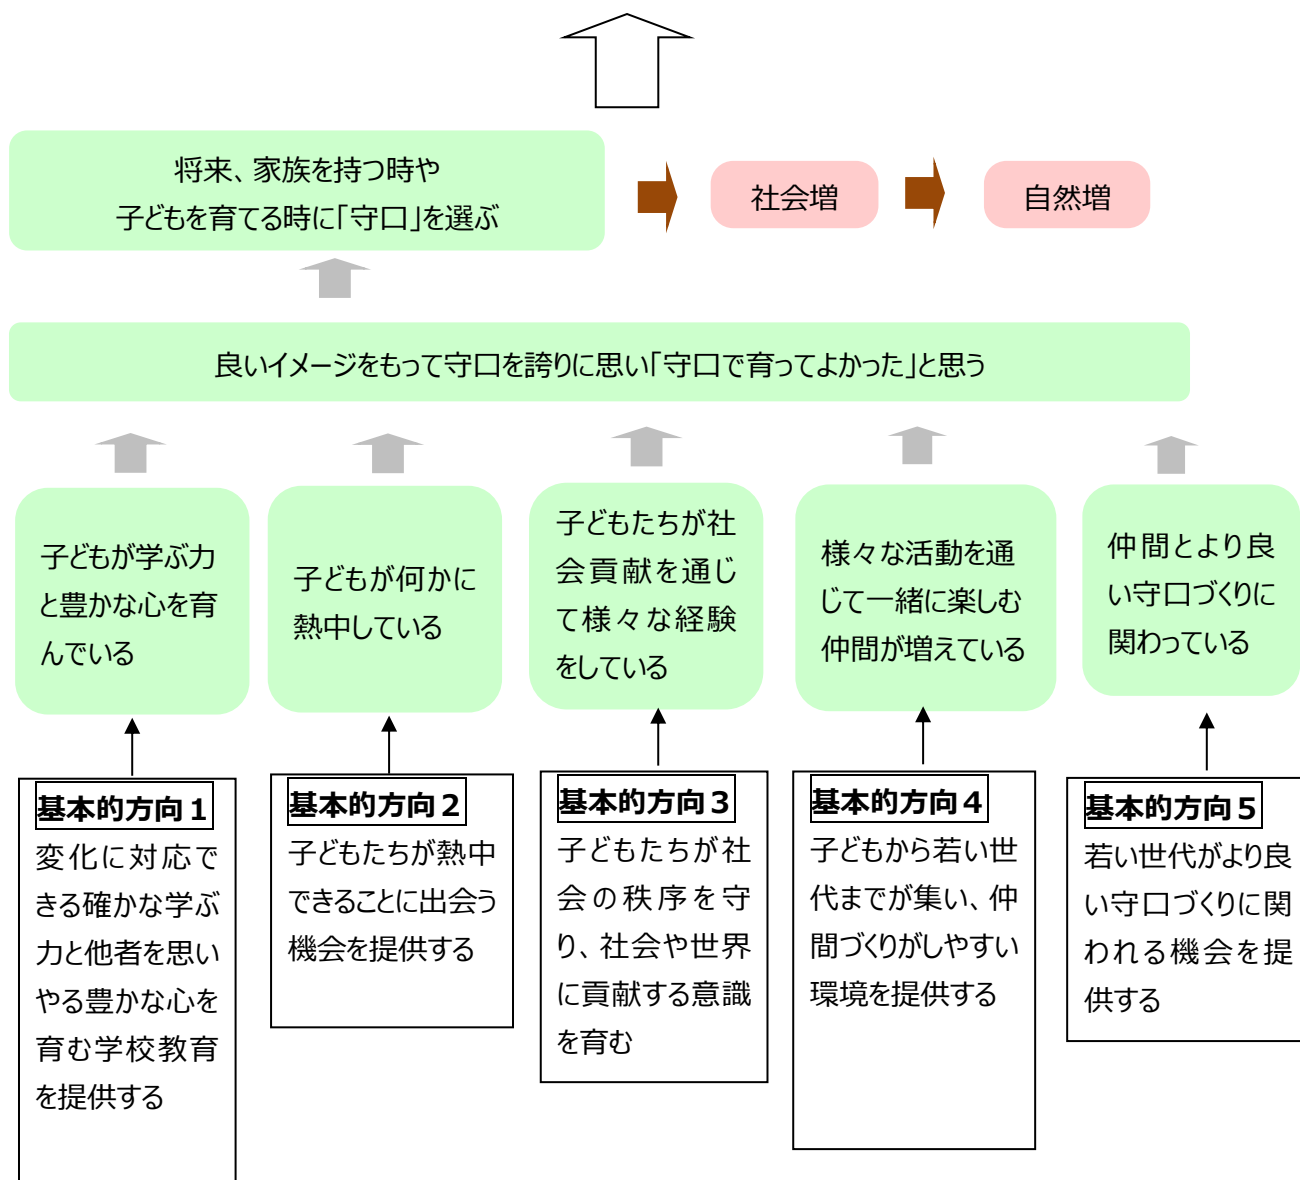 将来、家族を持つ時や
子どもを育てる時に「守口」を選ぶ
社会増
自然増
良いイメージをもって守口を誇りに思い「守口で育ってよかった」と思う
子どもが学ぶ力
と豊かな心を育
んでいる
子どもが何かに
熱中している
子どもたちが社
会貢献を通じ
て様々な経験
をしている
様々な活動を通
じて一緒に楽しむ
仲間が増えている
仲間とより良
い守口づくりに
関わっている
基本的方向1
変化に対応で
きる確かな学ぶ
力と他者を思い
やる豊かな心を
育む学校教育
を提供する
基本的方向2
子どもたちが熱中
できることに出会う
機会を提供する
基本的方向3
子どもたちが社
会の秩序を守
り、社会や世界
に貢献する意識
を育む
基本的方向4
子どもから若い世
代までが集い、仲
間づくりがしやすい
環境を提供する
基本的方向5
若い世代がより良
い守口づくりに関
われる機会を提
供する